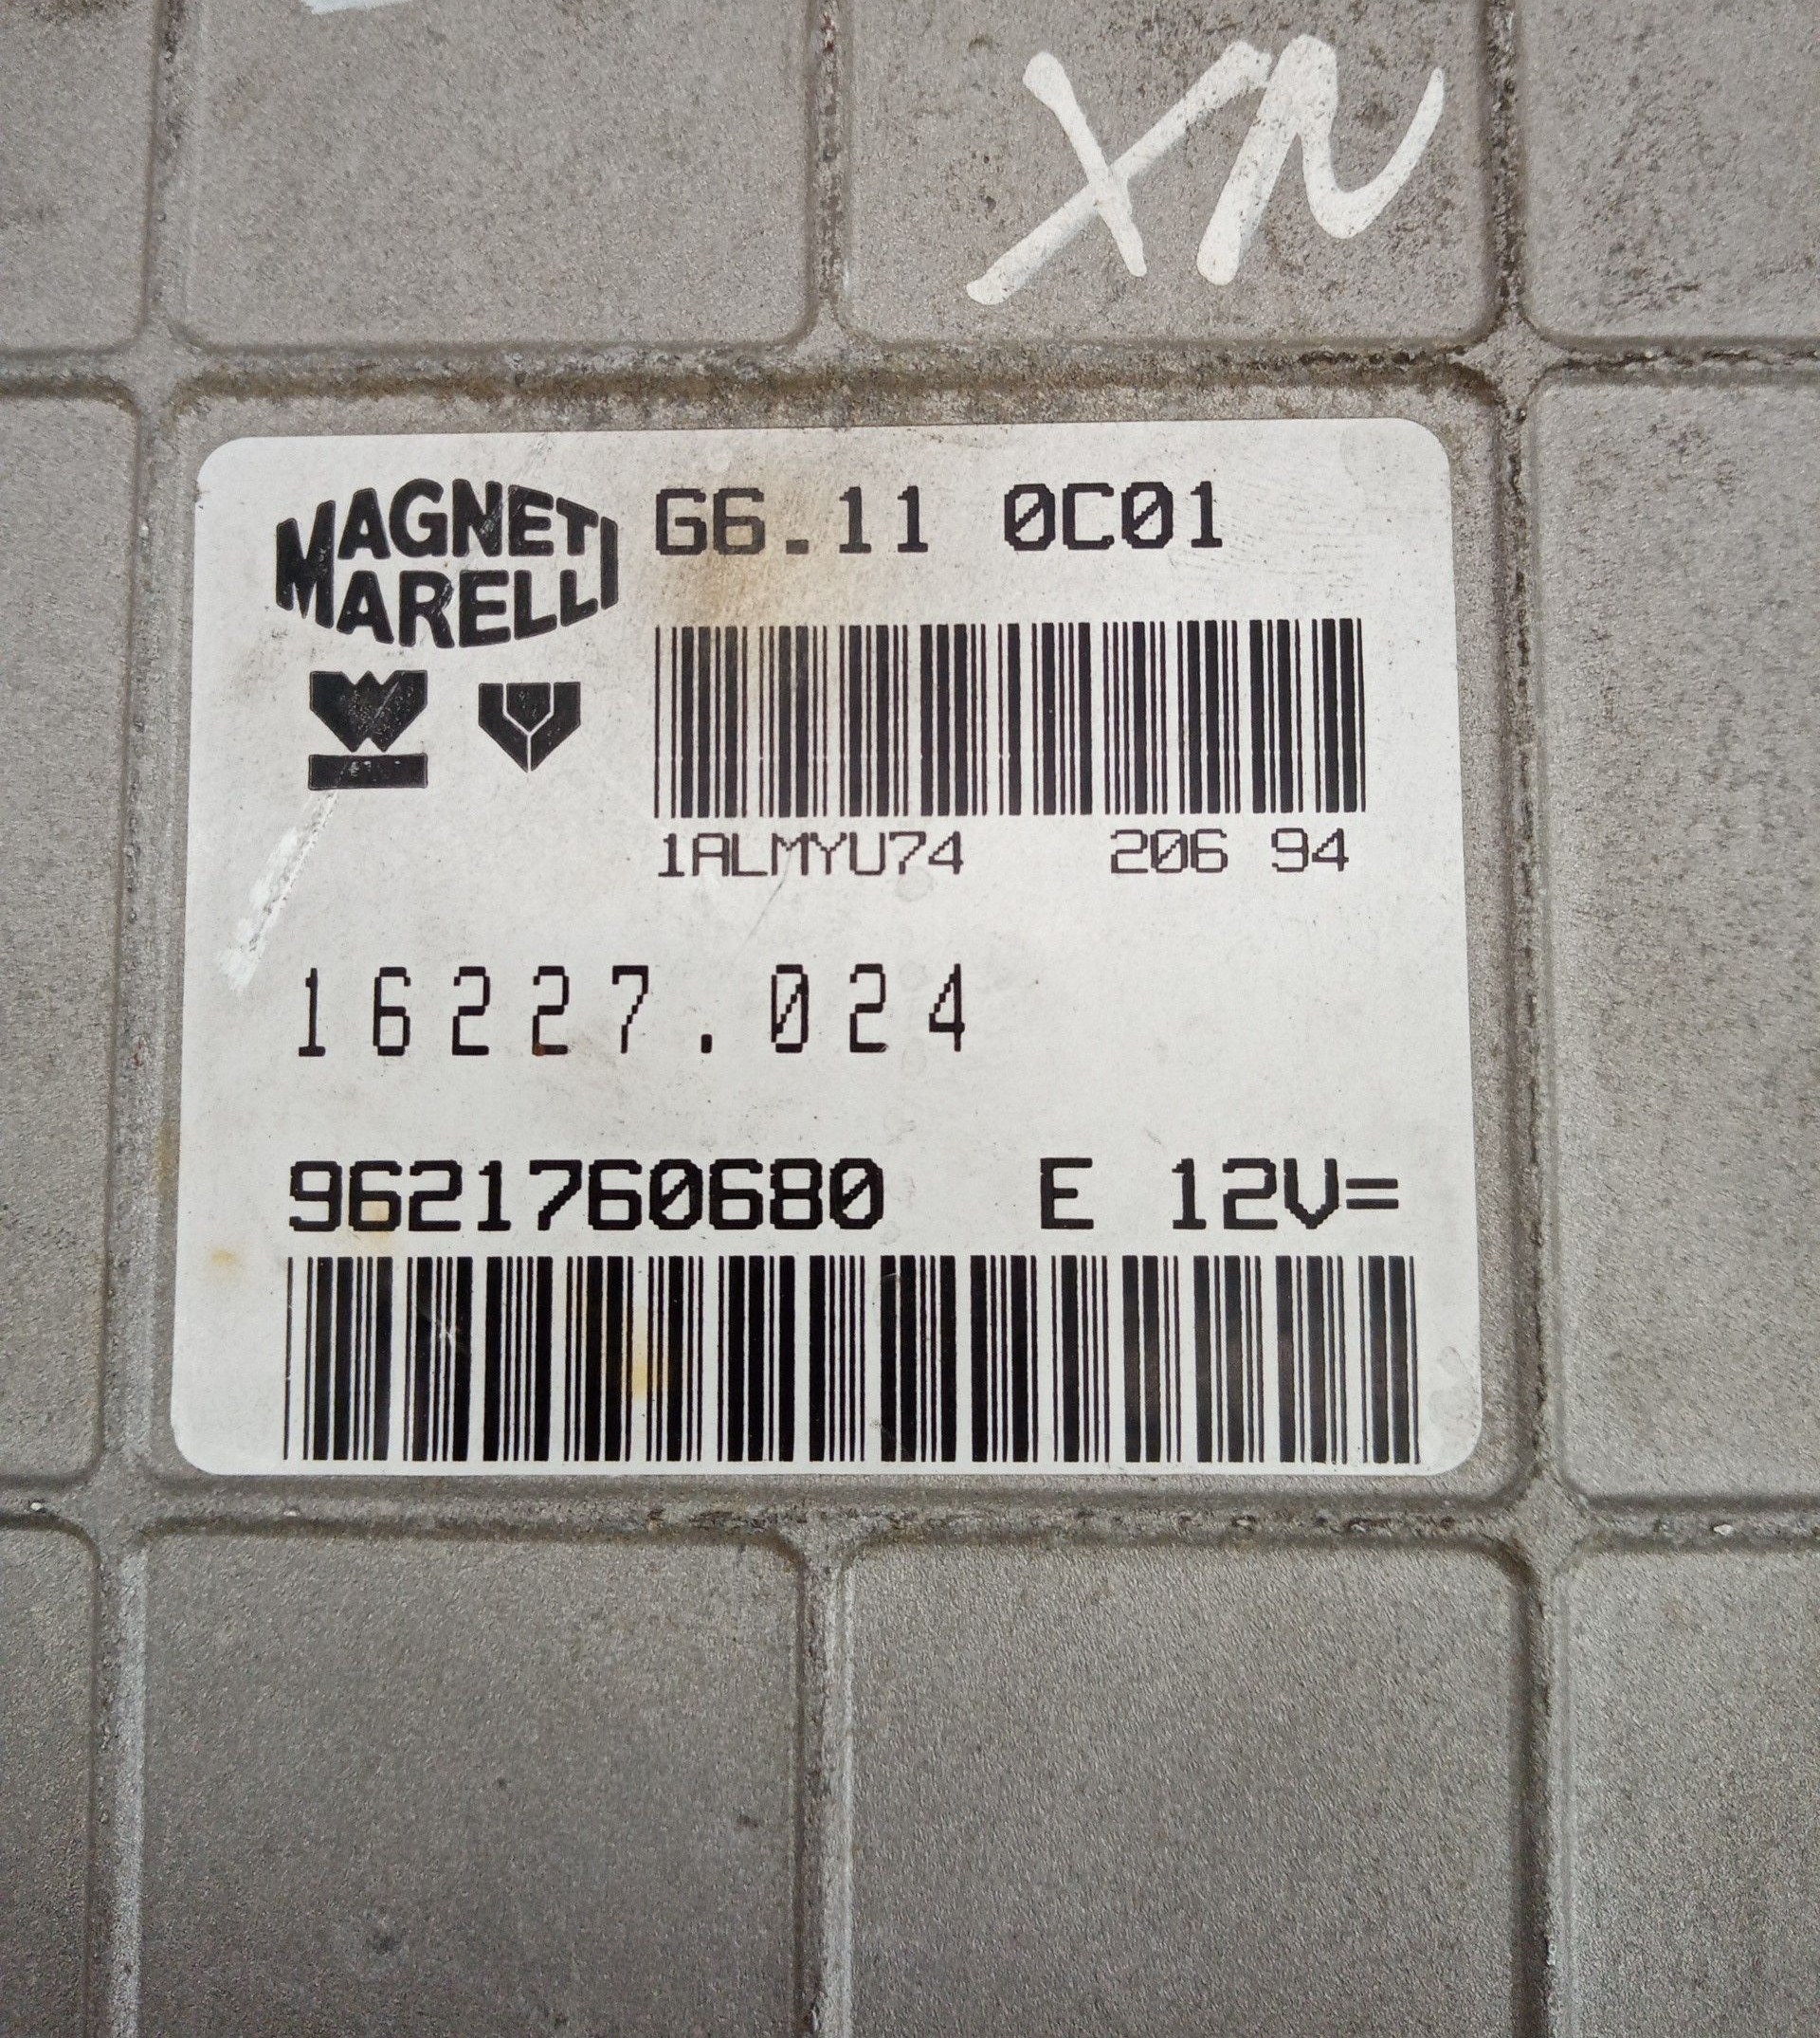 XN
MAGNETI
MARELLI
G6.11 0C01
1ALMYU74 206 94
16227.024
9621760680 E 12V=